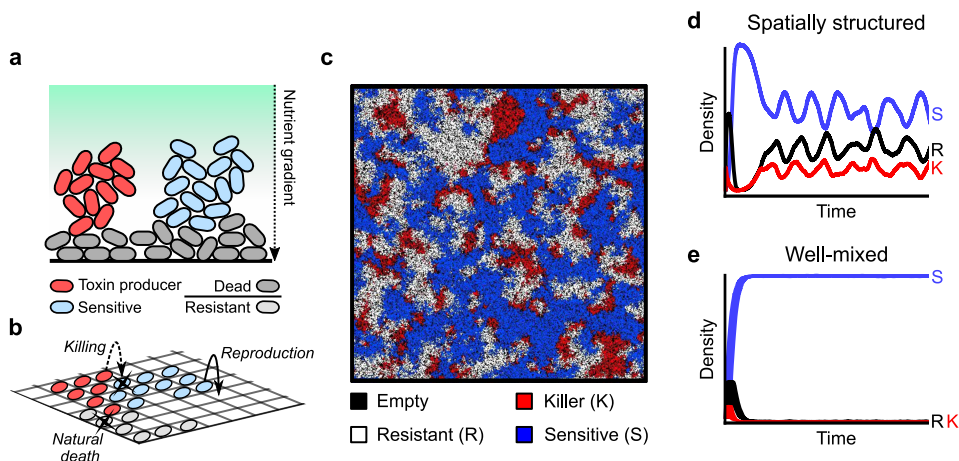 a
Nutrient gradient
Toxin producer
Dead
Sensitive
Resistant
b
Killing
Reproduction
Natural
death
c
Empty
Killer (K)
Resistant (R)
Sensitive (S)
d
Spatially structured
Density
S
R
K
Time
e
Well-mixed
S
Density
R K
Time